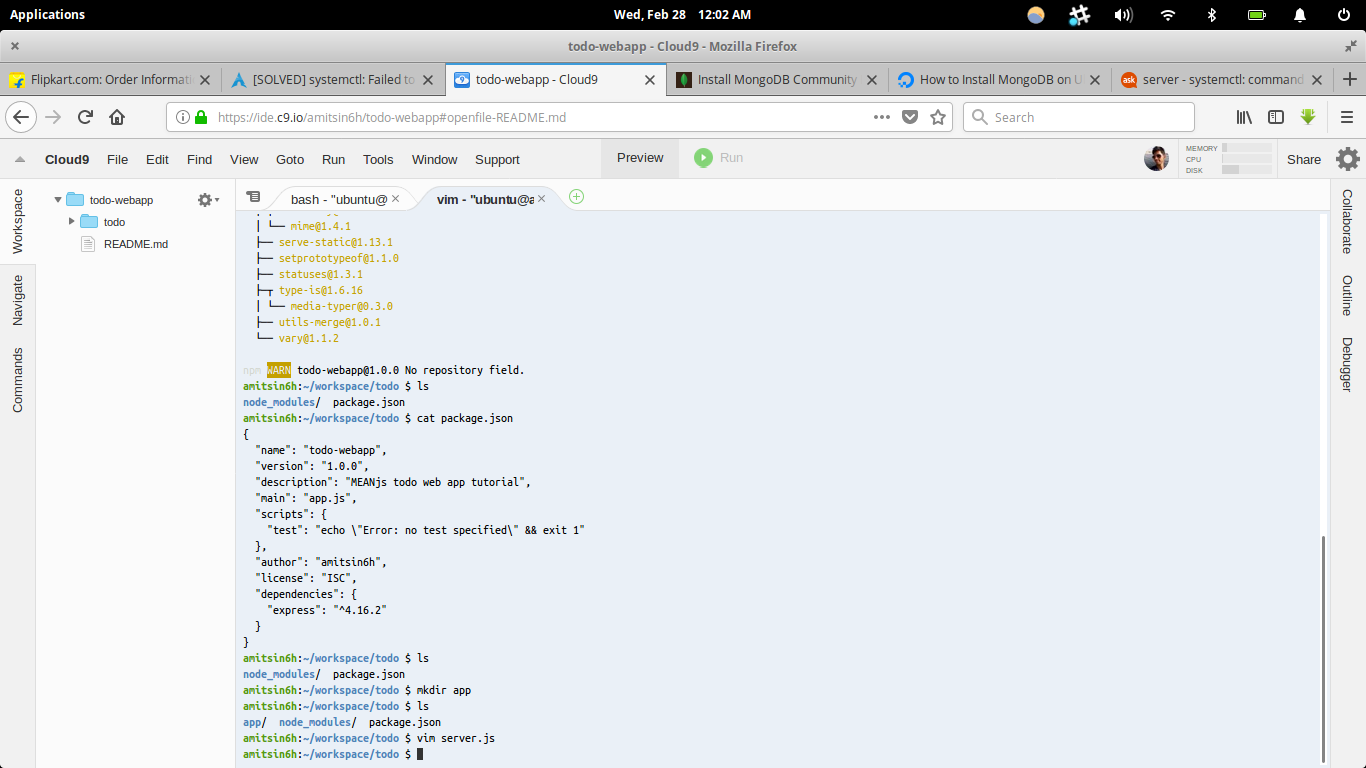 Applications
Wed, Feb 28 12:02 AM
todo-webapp - Cloud9 - Mozilla Firefox
Flipkart.com: Order Informati
[SOLVED] systemctl: Failed to
todo-webapp - Cloud9
Install MongoDB Community
How to Install MongoDB on U
ask
server - systemctl: command
https://ide.c9.io/amitsin6h/todo-webapp#openfile-README.md
Search
Cloud9 File Edit Find View Goto Run Tools Window Support
Preview
Run
MEMORY
CPU
DISK
Share
Workspace
Navigate
Commands
todo-webapp
todo
README.md
bash - "ubuntu@
vim - "ubuntu@a
│ └── mime@1.4.1
├── serve-static@1.13.1
├── setprototypeof@1.1.0
├── statuses@1.3.1
├─┬ type-is@1.6.16
│ └── media-typer@0.3.0
├── utils-merge@1.0.1
└── vary@1.1.2
npm WARN todo-webapp@1.0.0 No repository field.
amitsin6h:~/workspace/todo $ ls
node_modules/  package.json
amitsin6h:~/workspace/todo $ cat package.json
{
  "name": "todo-webapp",
  "version": "1.0.0",
  "description": "MEANjs todo web app tutorial",
  "main": "app.js",
  "scripts": {
    "test": "echo \"Error: no test specified\" && exit 1"
  },
  "author": "amitsin6h",
  "license": "ISC",
  "dependencies": {
    "express": "^4.16.2"
  }
}
amitsin6h:~/workspace/todo $ ls
node_modules/  package.json
amitsin6h:~/workspace/todo $ mkdir app
amitsin6h:~/workspace/todo $ ls
app/  node_modules/  package.json
amitsin6h:~/workspace/todo $ vim server.js
amitsin6h:~/workspace/todo $
Collaborate
Outline
Debugger